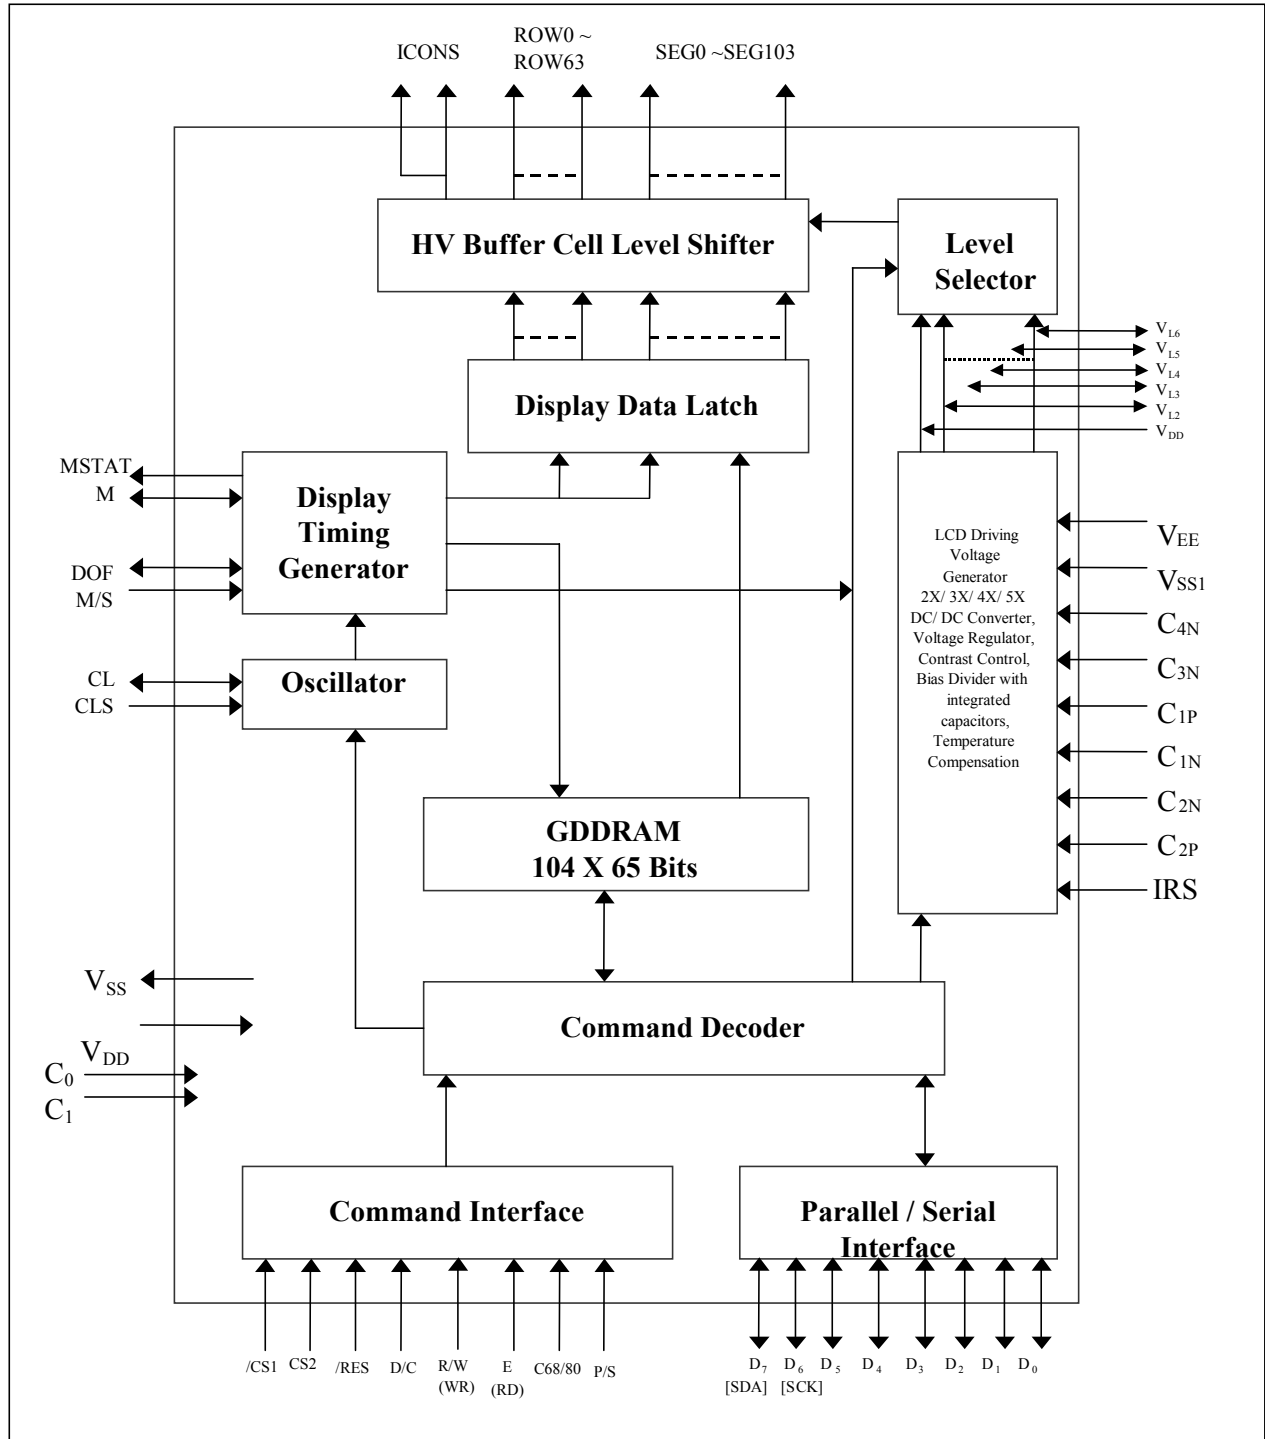 ICONS
ROW0 ~
ROW63
SEG0 ~SEG103
HV Buffer Cell Level Shifter
Level
Selector
VL6
VL5
VL4
VL3
VL2
VDD
Display Data Latch
MSTAT
M
DOF
M/S
Display
Timing
Generator
CL
CLS
Oscillator
LCD Driving
Voltage
Generator
2X/ 3X/ 4X/ 5X
DC/ DC Converter,
Voltage Regulator,
Contrast Control,
Bias Divider with
integrated
capacitors,
Temperature
Compensation
VEE
VSS1
C4N
C3N
C1P
C1N
C2N
C2P
IRS
GDDRAM
104 X 65 Bits
VSS
VDD
C0
C1
Command Decoder
Command Interface
Parallel / Serial
Interface
/CS1
CS2
/RES
D/C
R/W
(WR)
E
(RD)
C68/80
P/S
D7
[SDA]
D6
[SCK]
D5
D4
D3
D2
D1
D0